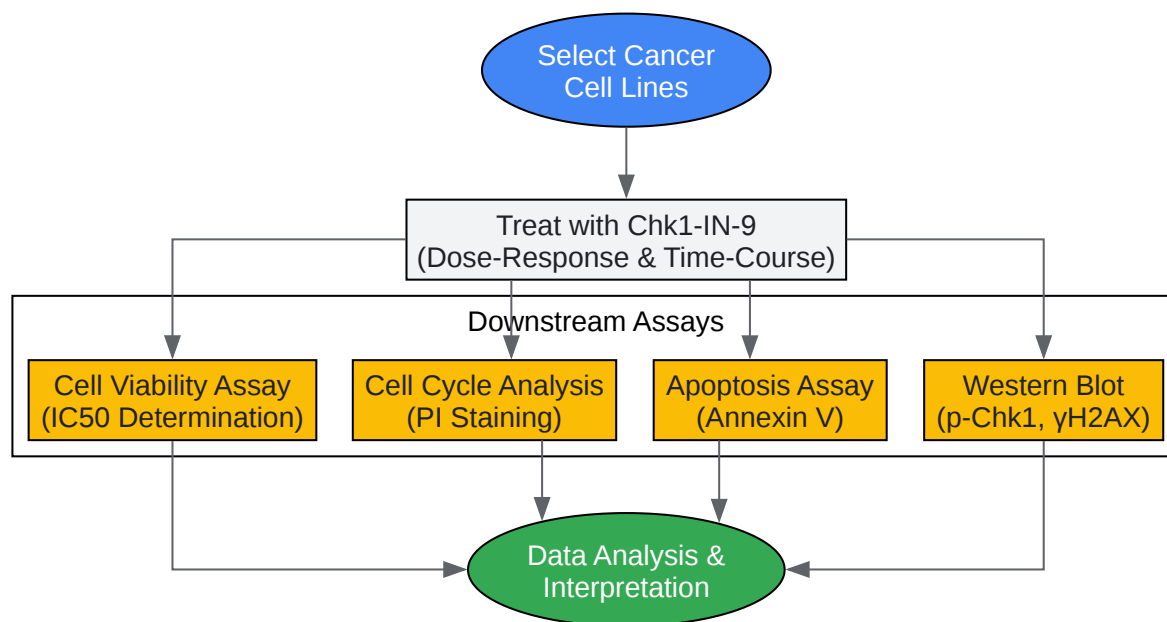 Select Cancer
Cell Lines
Treat with Chk1-IN-9
(Dose-Response & Time-Course)
Downstream Assays
Cell Viability Assay
(IC50 Determination)
Cell Cycle Analysis
(PI Staining)
Apoptosis Assay
(Annexin V)
Western Blot
(p-Chk1, γH2AX)
Data Analysis &
Interpretation